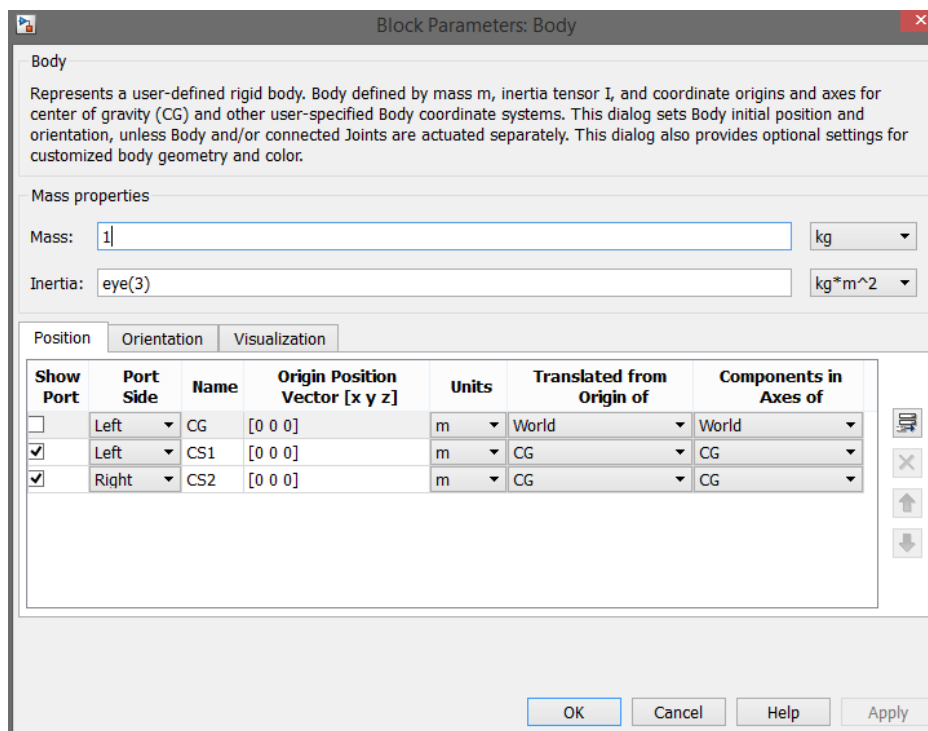 Block Parameters: Body
Body
Represents a user-defined rigid body. Body defined by mass m, inertia tensor I, and coordinate origins and axes for
center of gravity (CG) and other user-specified Body coordinate systems. This dialog sets Body initial position and
orientation, unless Body and/or connected Joints are actuated separately. This dialog also provides optional settings for
customized body geometry and color.
Mass properties
Mass: 1 kg
Inertia: eye(3) kg*m^2
Position Orientation Visualization
Show Port Port Side Name Origin Position Vector [x y z] Units Translated from Origin of Components in Axes of
Left CG [0 0 0] m World World
Left CS1 [0 0 0] m CG CG
Right CS2 [0 0 0] m CG CG
OK Cancel Help Apply